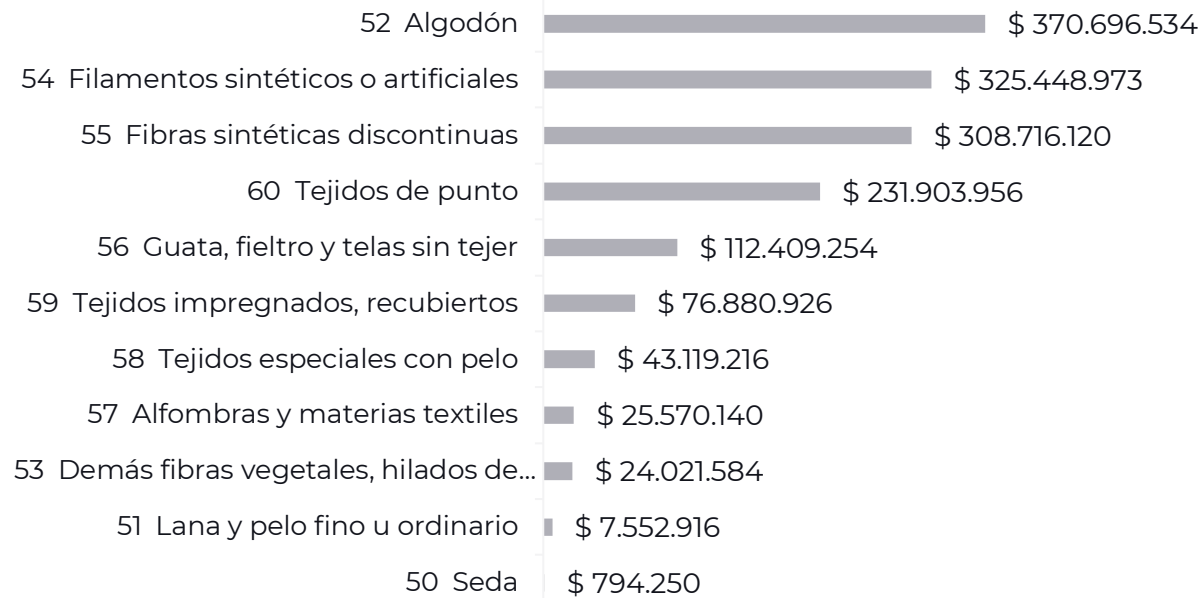 52 Algodón $ 370.696.534
54 Filamentos sintéticos o artificiales $ 325.448.973
55 Fibras sintéticas discontinuas $ 308.716.120
60 Tejidos de punto $ 231.903.956
56 Guata, fieltro y telas sin tejer $ 112.409.254
59 Tejidos impregnados, recubiertos $ 76.880.926
58 Tejidos especiales con pelo $ 43.119.216
57 Alfombras y materias textiles $ 25.570.140
53 Demás fibras vegetales, hilados de... $ 24.021.584
51 Lana y pelo fino u ordinario $ 7.552.916
50 Seda $ 794.250